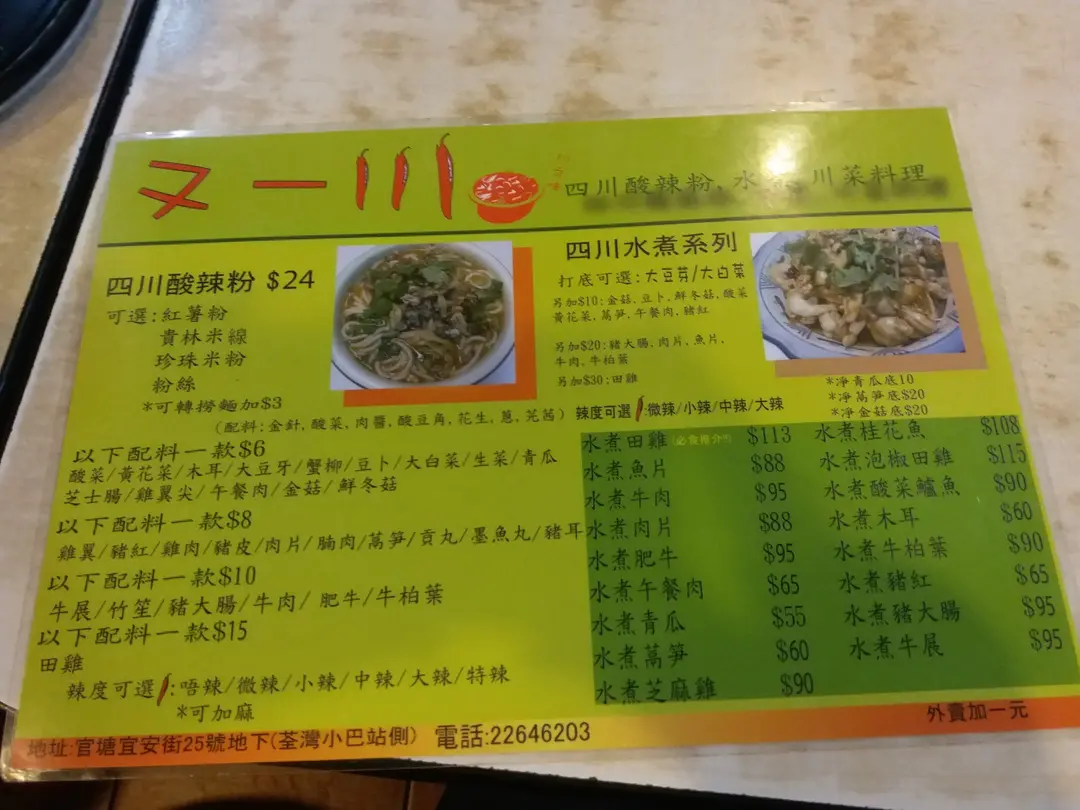 又一川
四川酸辣粉,水煮,川菜料理
四川酸辣粉 $24
可選:紅薯粉
貴林米線
珍珠米粉
粉絲
*可轉撈麵加$3
(配料:金針,酸菜,肉醬,酸豆角,花生,蔥,芫茜)
以下配料一款$6
酸菜/黃花菜/木耳/大豆牙/蟹柳/豆卜/大白菜/生菜/青瓜
芝士腸/雞翼尖/午餐肉/金菇/鮮冬菇
以下配料一款$8
雞翼/豬紅/雞肉/豬皮/肉片/腩肉/萵笋/貢丸/墨魚丸/豬耳
以下配料一款$10
牛展/竹笙/豬大腸/牛肉/肥牛/牛柏葉
以下配料一款$15
田雞
辣度可選:唔辣/微辣/小辣/中辣/大辣/特辣
*可加麻
四川水煮系列
打底可選:大豆芽/大白菜
另加$10:金菇,豆卜,鮮冬菇,酸菜
黃花菜,萵笋,午餐肉,豬紅
另加$20:豬大腸,肉片,魚片,
牛肉,牛柏葉
另加$30:田雞
*凈青瓜底10
*凈萵笋底$20
*凈金菇底$20
辣度可選:微辣/小辣/中辣/大辣
水煮田雞(必食推介!!) $113
水煮魚片 $88
水煮牛肉 $95
水煮肉片 $88
水煮肥牛 $95
水煮午餐肉 $65
水煮青瓜 $55
水煮萵笋 $60
水煮芝麻雞 $90
水煮桂花魚 $108
水煮泡椒田雞 $115
水煮酸菜鱸魚 $90
水煮木耳 $60
水煮牛柏葉 $90
水煮豬紅 $65
水煮豬大腸 $95
水煮牛展 $95
外賣加一元
地址:官塘宜安街25號地下(荃灣小巴站側) 電話:22646203